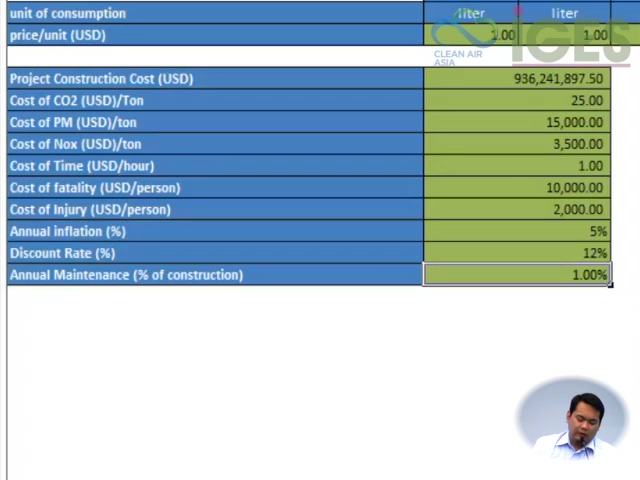 unit of consumption liter liter
price/unit (USD) 1.00 1.00
CLEAN AIR
ASIA
iGES
Project Construction Cost (USD) 936,241,897.50
Cost of CO2 (USD)/Ton 25.00
Cost of PM (USD)/ton 15,000.00
Cost of Nox (USD)/ton 3,500.00
Cost of Time (USD/hour) 1.00
Cost of fatality (USD/person) 10,000.00
Cost of Injury (USD/person) 2,000.00
Annual inflation (%) 5%
Discount Rate (%) 12%
Annual Maintenance (% of construction) 1.00%